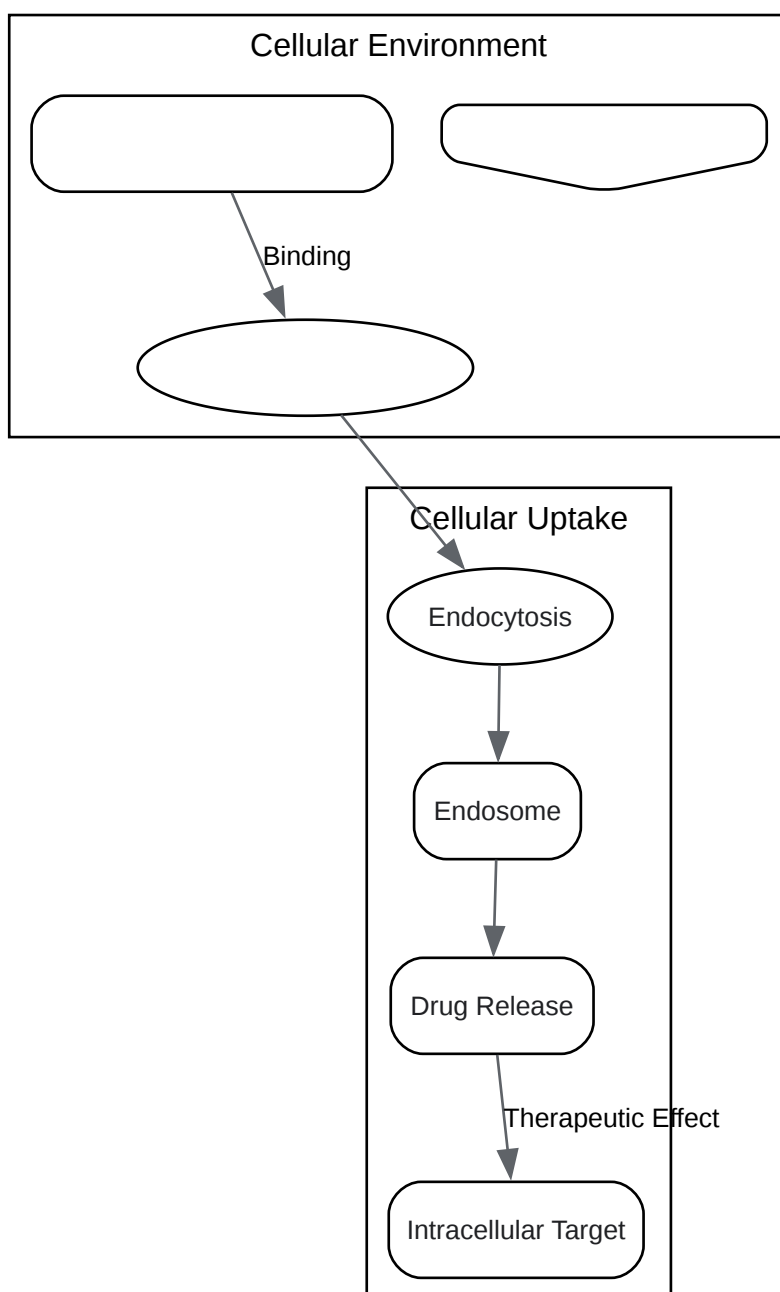 Cellular Environment
Binding
Cellular Uptake
Endocytosis
Endosome
Drug Release
Therapeutic Effect
Intracellular Target